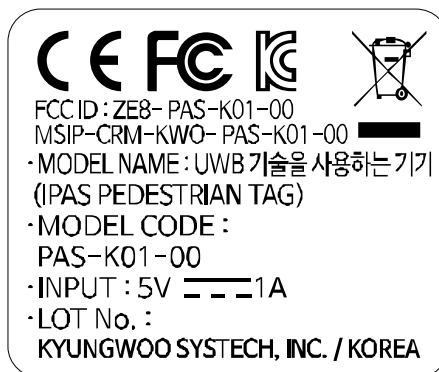 CE FC KC
FCC ID : ZE8- PAS-K01-00
MSIP-CRM-KWO- PAS-K01-00
·MODEL NAME : UWB 기술을 사용하는 기기
(IPAS PEDESTRIAN TAG)
·MODEL CODE :
PAS-K01-00
·INPUT : 5V 1A
·LOT No. :
KYUNGWOO SYSTECH, INC. / KOREA